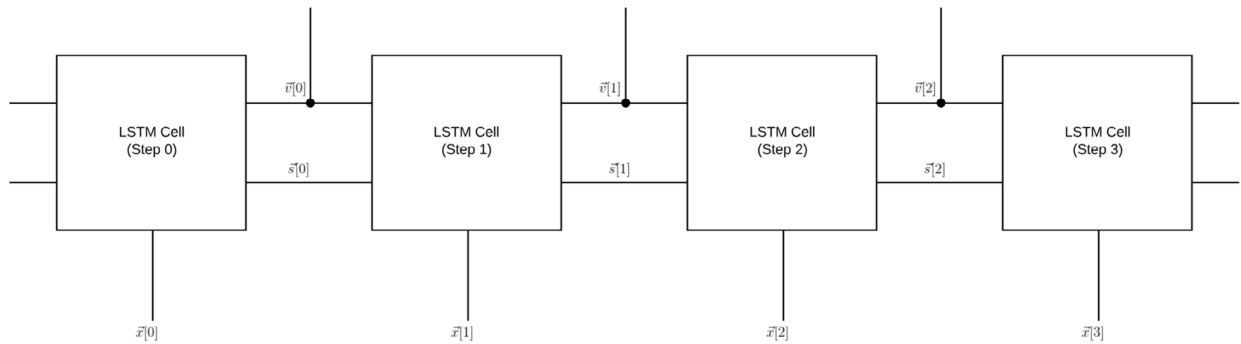 v⃗[0] v⃗[1] v⃗[2]
LSTM Cell LSTM Cell LSTM Cell LSTM Cell
(Step 0) (Step 1) (Step 2) (Step 3)
s⃗[0] s⃗[1] s⃗[2]
x⃗[0] x⃗[1] x⃗[2] x⃗[3]